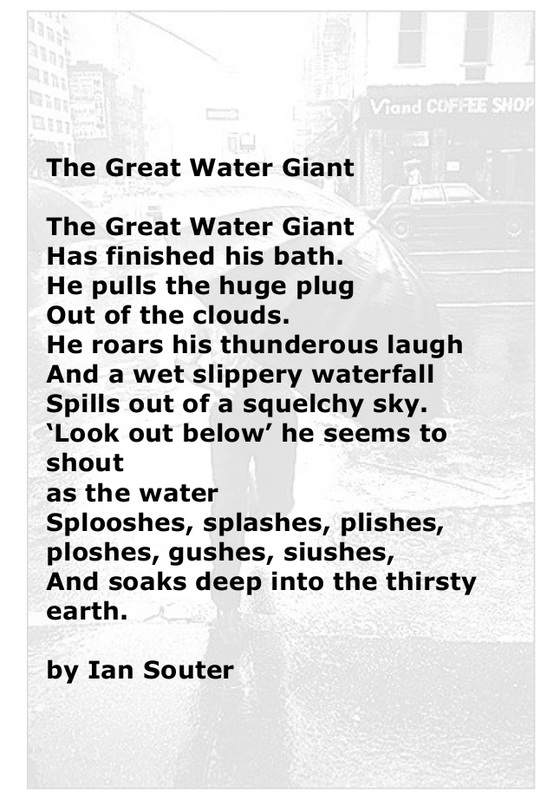 Viand COFFEE SHOP
The Great Water Giant
The Great Water Giant
Has finished his bath.
He pulls the huge plug
Out of the clouds.
He roars his thunderous laugh
And a wet slippery waterfall
Spills out of a squelchy sky.
‘Look out below’ he seems to
shout
as the water
Splooshes, splashes, plishes,
ploshes, gushes, siushes,
And soaks deep into the thirsty
earth.
by Ian Souter